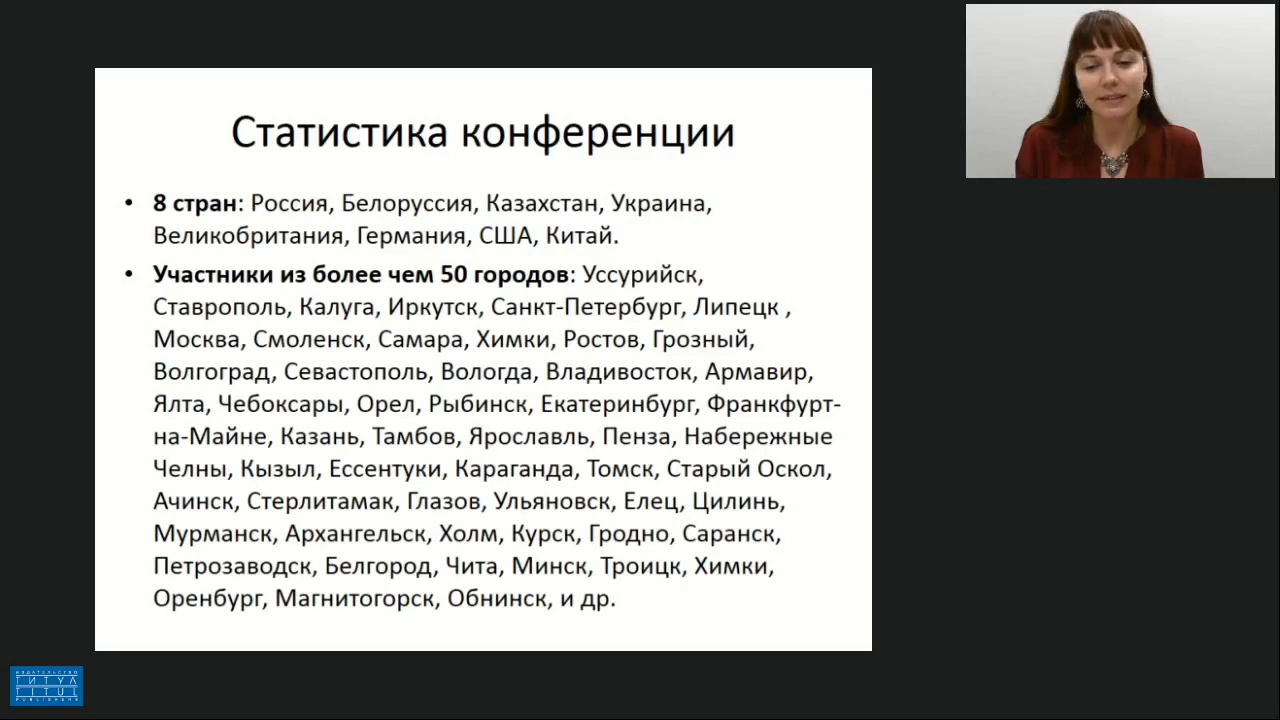 Статистика конференции
• 8 стран: Россия, Белоруссия, Казахстан, Украина,
Великобритания, Германия, США, Китай.
• Участники из более чем 50 городов: Уссурийск,
Ставрополь, Калуга, Иркутск, Санкт-Петербург, Липецк ,
Москва, Смоленск, Самара, Химки, Ростов, Грозный,
Волгоград, Севастополь, Вологда, Владивосток, Армавир,
Ялта, Чебоксары, Орел, Рыбинск, Екатеринбург, Франкфурт-
на-Майне, Казань, Тамбов, Ярославль, Пенза, Набережные
Челны, Кызыл, Ессентуки, Караганда, Томск, Старый Оскол,
Ачинск, Стерлитамак, Глазов, Ульяновск, Елец, Цилинь,
Мурманск, Архангельск, Холм, Курск, Гродно, Саранск,
Петрозаводск, Белгород, Чита, Минск, Троицк, Химки,
Оренбург, Магнитогорск, Обнинск, и др.
ИЗДАТЕЛЬСТВО
ТИТУЛ
TITUL
PUBLISHERS